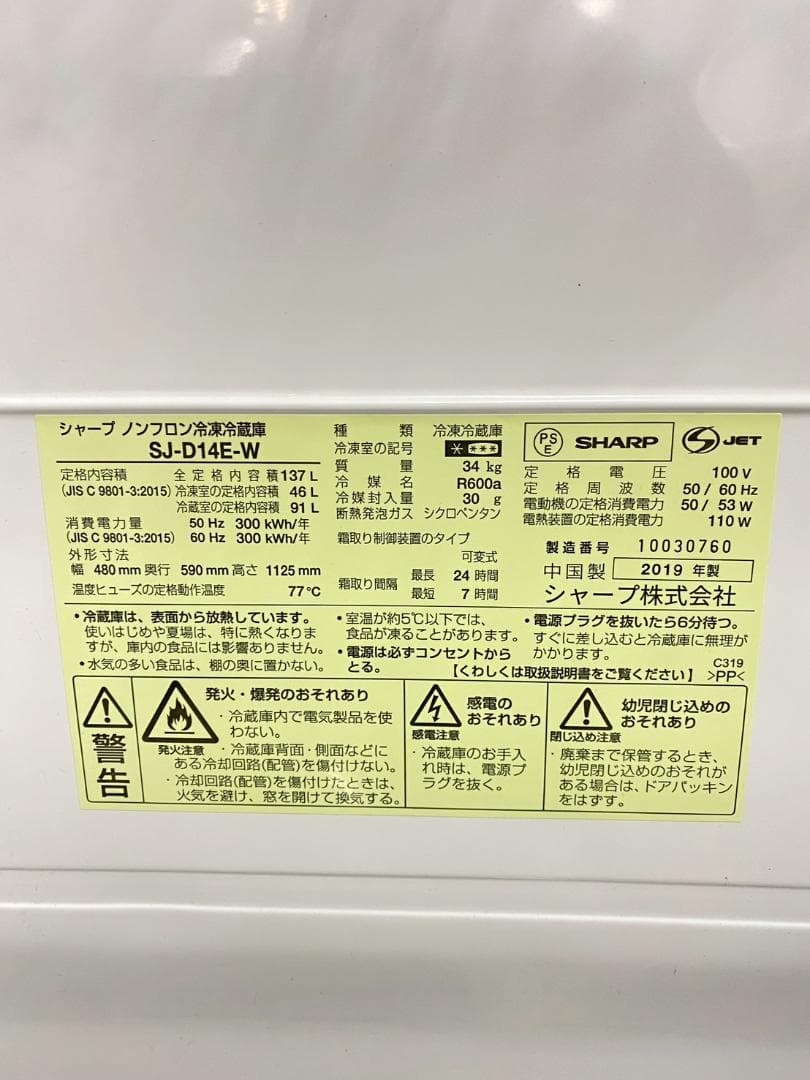 シャープ ノンフロン冷凍冷蔵庫
SJ-D14E-W
定格内容積 全定格内容積 137 L
(JIS C 9801-3:2015) 冷凍室の定格内容積 46 L
冷蔵室の定格内容積 91 L
消費電力量 50 Hz 300 kWh/年
(JIS C 9801-3:2015) 60 Hz 300 kWh/年
外形寸法
幅 480 mm 奥行 590 mm 高さ 1125 mm
温度ヒューズの定格動作温度 77℃
種類 冷凍冷蔵庫
冷凍室の記号 * ***
質量 34 kg
冷媒名 R600a
冷媒封入量 30 g
断熱発泡ガス シクロペンタン
霜取り制御装置のタイプ
可変式
霜取り間隔 最長 24 時間
最短 7 時間
PS
E
SHARP
S JET
定格電圧 100 V
定格周波数 50 / 60 Hz
電動機の定格消費電力 50 / 53 W
電熱装置の定格消費電力 110 W
製造番号 10030760
中国製 2019 年製
シャープ株式会社
・冷蔵庫は、表面から放熱しています。
使いはじめや夏場は、特に熱くなりま
すが、庫内の食品には影響ありません。
・水気の多い食品は、棚の奥に置かない。
・室温が約5℃以下では、
食品が凍ることがあります。
・電源は必ずコンセントから
とる。
・電源プラグを抜いたら6分待つ。
すぐに差し込むと冷蔵庫に無理が
かかります。
【くわしくは取扱説明書をご覧ください】
C319
>PP<
警告
発火・爆発のおそれあり
発火注意
・冷蔵庫内で電気製品を使
わない。
・冷蔵庫背面・側面などに
ある冷却回路(配管)を傷付けない。
・冷却回路(配管)を傷付けたときは、
火気を避け、窓を開けて換気する。
感電の
おそれあり
感電注意
・冷蔵庫のお手入
れ時は、電源プ
ラグを抜く。
幼児閉じ込めの
おそれあり
閉じ込め注意
・廃棄まで保管するとき、
幼児閉じ込めのおそれが
ある場合は、ドアパッキン
をはずす。